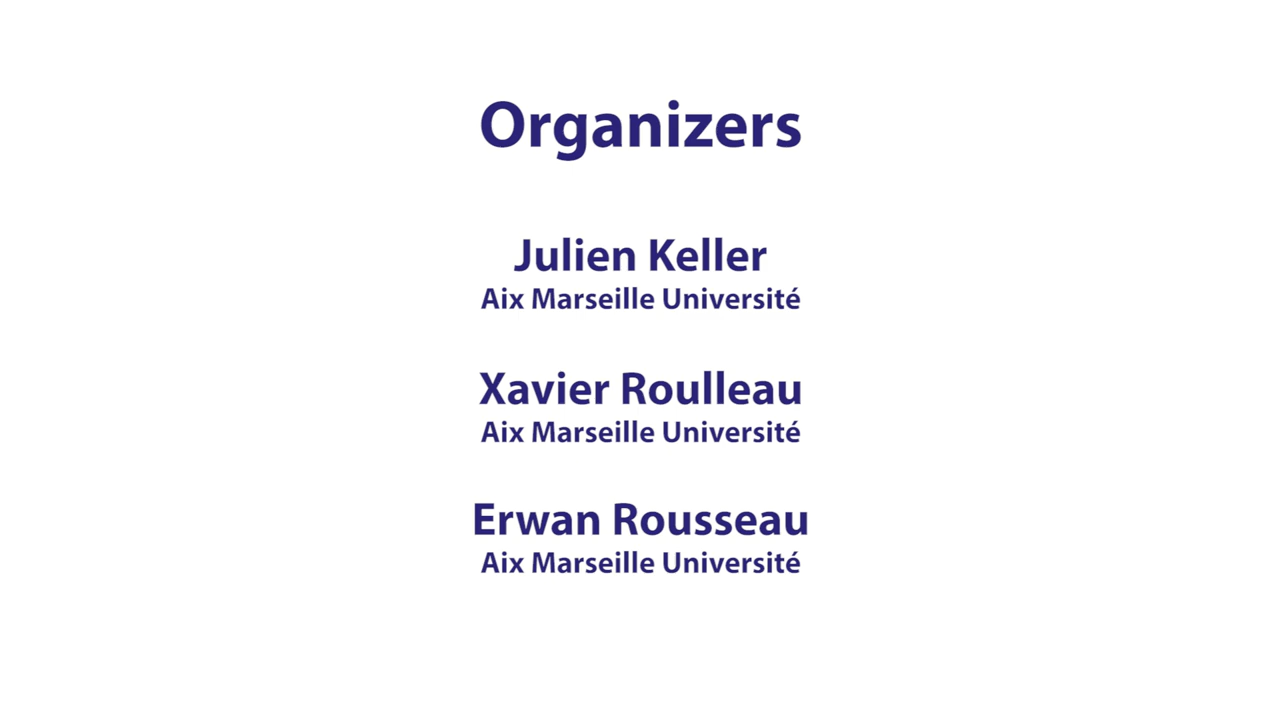 Organizers
Julien Keller
Aix Marseille Université
Xavier Roulleau
Aix Marseille Université
Erwan Rousseau
Aix Marseille Université